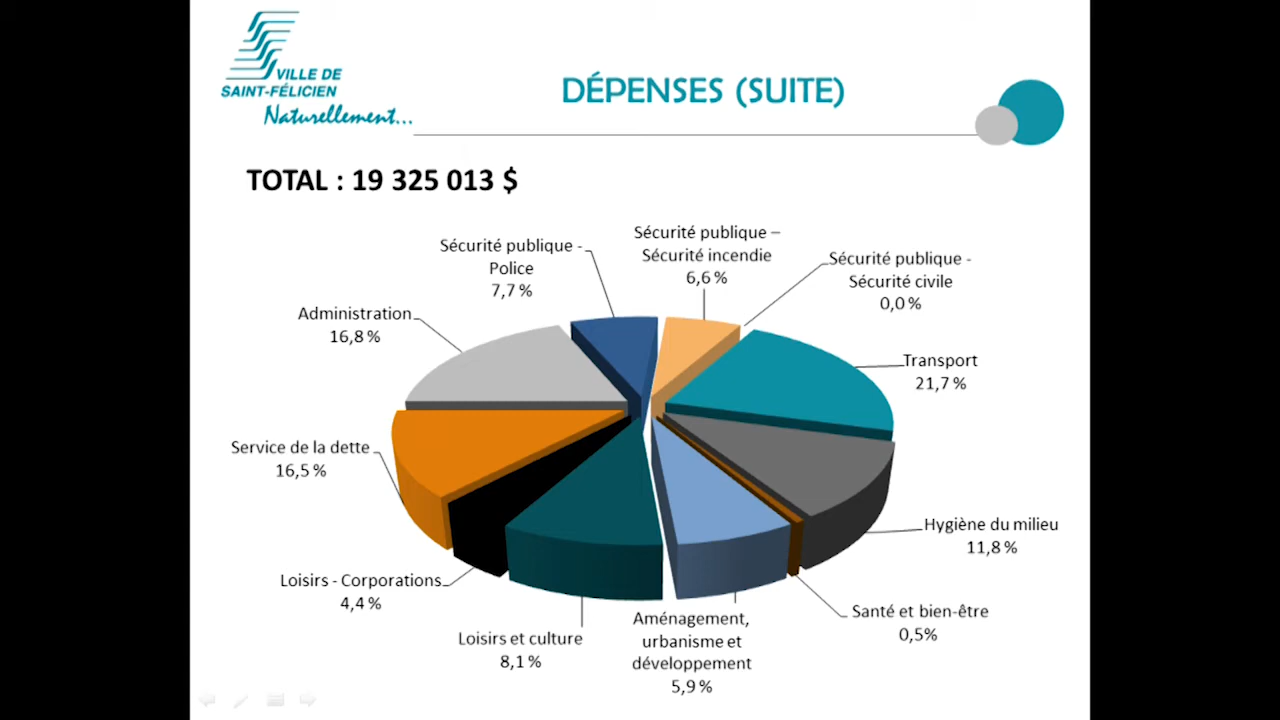 VILLE DE
SAINT-FÉLICIEN
Naturellement...
DÉPENSES (SUITE)
TOTAL : 19 325 013 $
Sécurité publique -
Police
7,7 %
Sécurité publique –
Sécurité incendie
6,6 %
Sécurité publique -
Sécurité civile
0,0 %
Administration
16,8 %
Transport
21,7 %
Service de la dette
16,5 %
Hygiène du milieu
11,8 %
Loisirs - Corporations
4,4 %
Santé et bien-être
0,5%
Loisirs et culture
8,1 %
Aménagement,
urbanisme et
développement
5,9 %